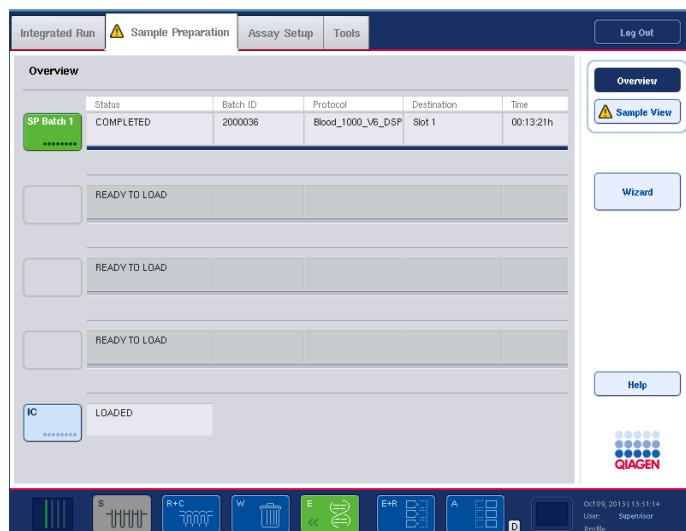 Integrated Run Sample Preparation Assay Setup Tools Log Out
Overview
Overview
Sample View
Status Batch ID Protocol Destination Time
SP Batch 1 COMPLETED 2000036 Blood_1000_V6_DSP Slot 1 00:13:21h
READY TO LOAD
Wizard
READY TO LOAD
READY TO LOAD
Help
IC LOADED
QIAGEN
S R+C W E E+R A D
Oct 09, 2013 | 13:31:14
User: Supervisor
Profile: